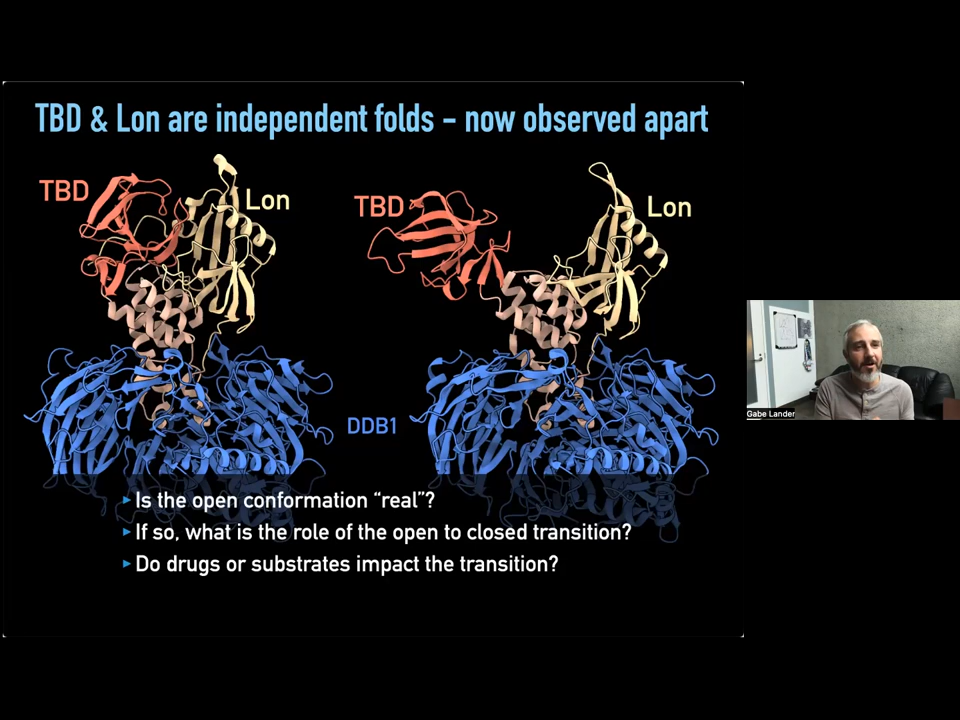 TBD & Lon are independent folds - now observed apart
TBD
Lon
TBD
Lon
DDB1
▸ Is the open conformation “real”?
▸ If so, what is the role of the open to closed transition?
▸ Do drugs or substrates impact the transition?
Gabe Lander